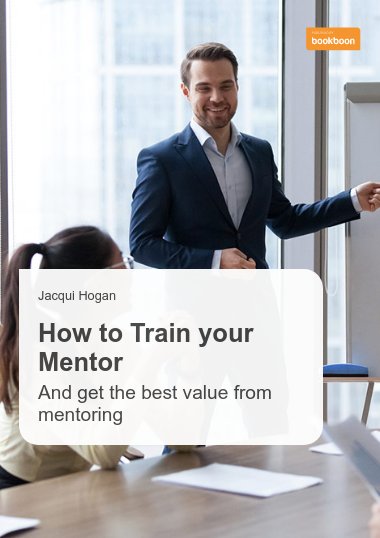 bookboon
Jacqui Hogan
How to Train your
Mentor
And get the best value from
mentoring